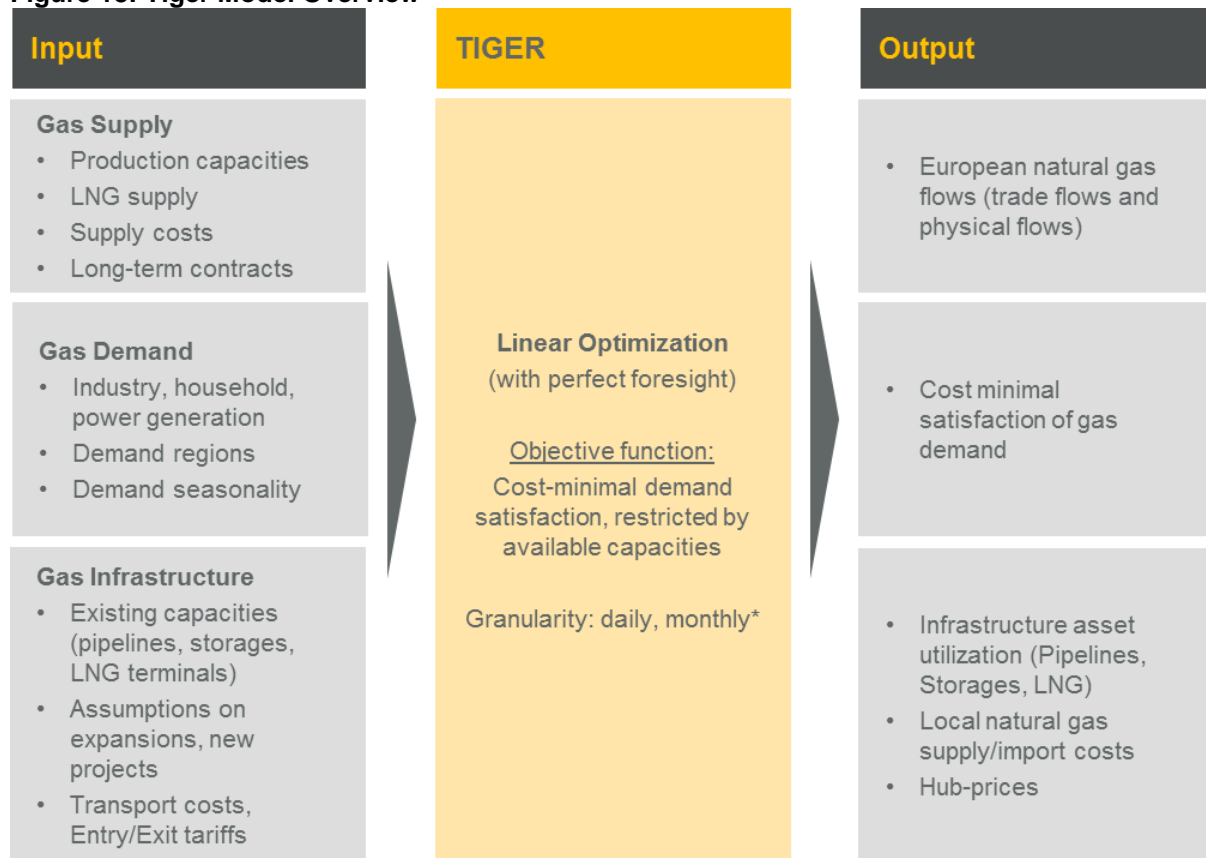 Input
Gas Supply
• Production capacities
• LNG supply
• Supply costs
• Long-term contracts
Gas Demand
• Industry, household,
power generation
• Demand regions
• Demand seasonality
Gas Infrastructure
• Existing capacities
(pipelines, storages,
LNG terminals)
• Assumptions on
expansions, new
projects
• Transport costs,
Entry/Exit tariffs
TIGER
Linear Optimization
(with perfect foresight)
Objective function:
Cost-minimal demand
satisfaction, restricted by
available capacities
Granularity: daily, monthly*
Output
• European natural gas
flows (trade flows and
physical flows)
• Cost minimal
satisfaction of gas
demand
• Infrastructure asset
utilization (Pipelines,
Storages, LNG)
• Local natural gas
supply/import costs
• Hub-prices